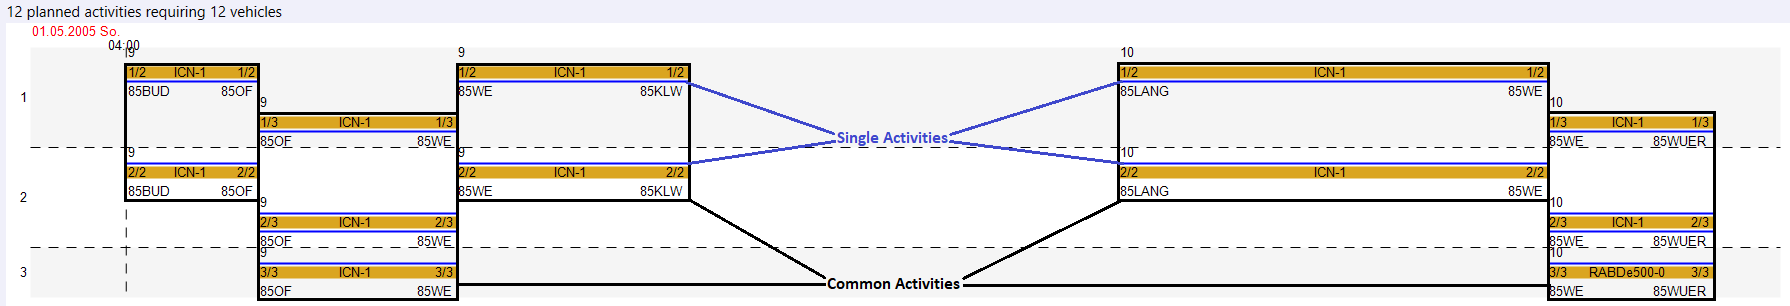 12 planned activities requiring 12 vehicles
01.05.2005 So.
04:00
9 9 10
1/2 ICN-1 1/2 1/2 ICN-1 1/2 1/2 ICN-1 1/2
85BUD 85OF 85WE 85KLW 85LANG 85WE
1
9 10
1/3 ICN-1 1/3 1/3 ICN-1 1/3
85OF 85WE 85WE 85WUER
Single Activities
9 9 10
2/2 ICN-1 2/2 2/2 ICN-1 2/2 2/2 ICN-1 2/2
85BUD 85OF 85WE 85KLW 85LANG 85WE
2
9 10
2/3 ICN-1 2/3 2/3 ICN-1 2/3
85OF 85WE 85WE 85WUER
9 10
3
3/3 ICN-1 3/3 3/3 RABDe500-0 3/3
Common Activities
85OF 85WE 85WE 85WUER